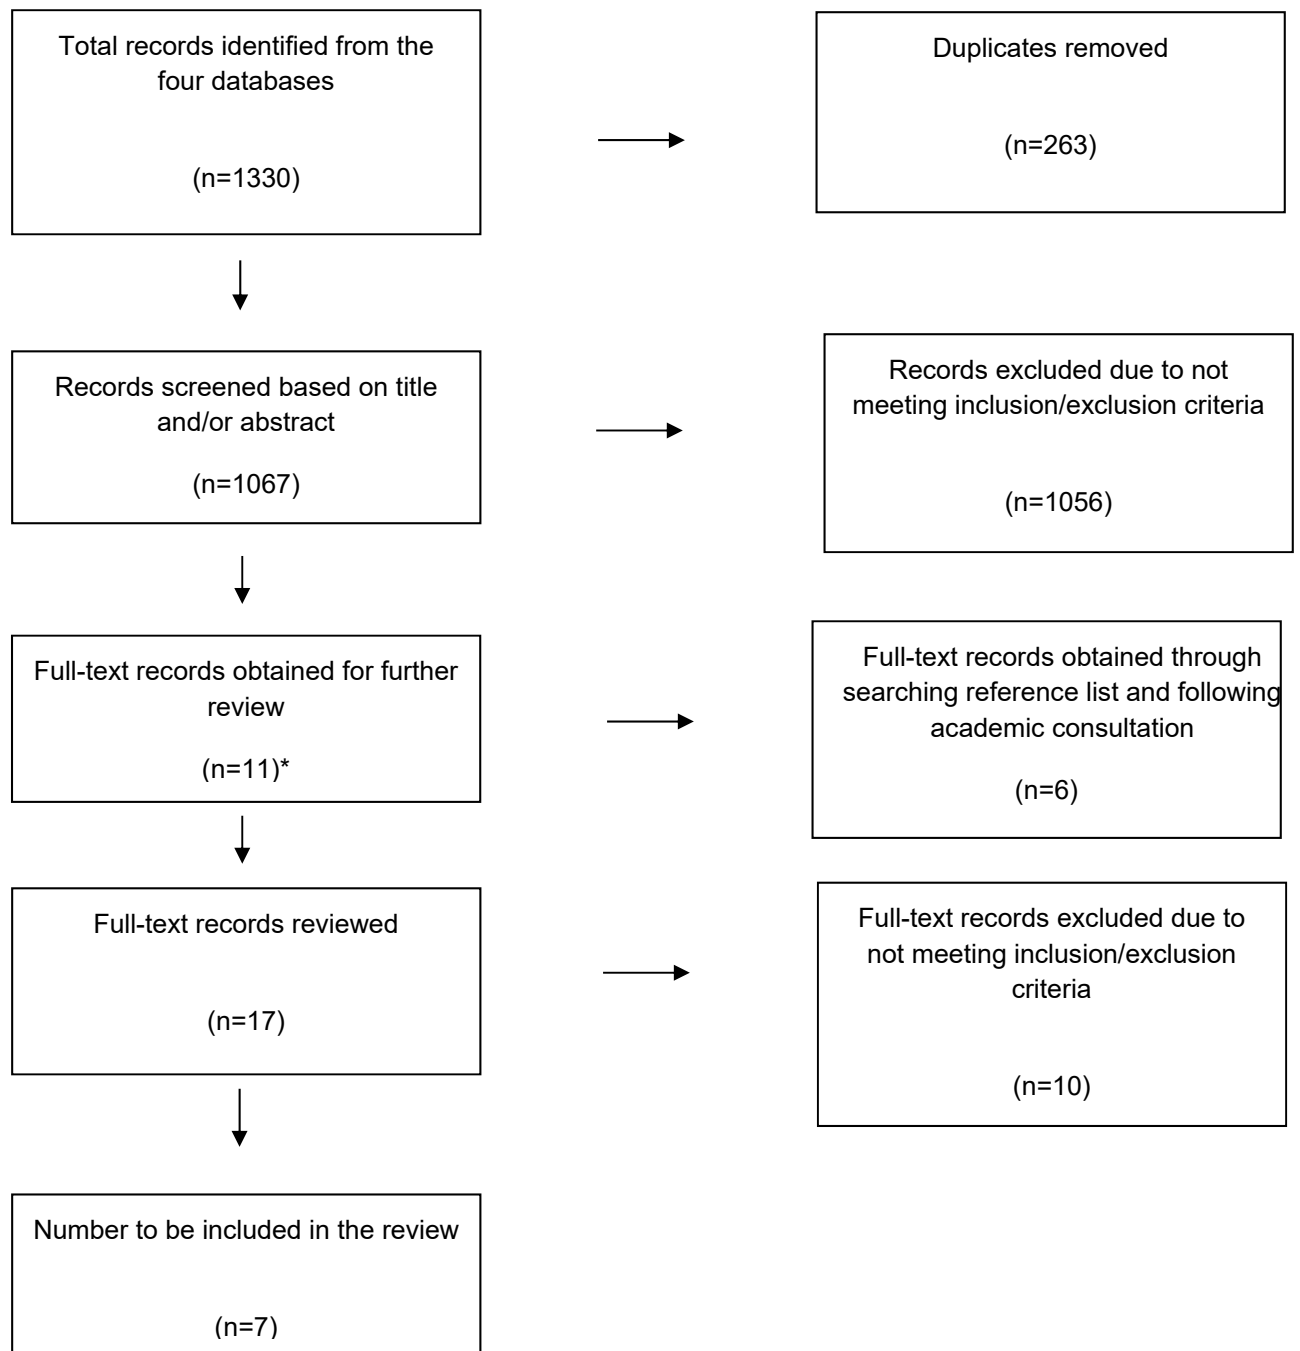 Total records identified from the
four databases
(n=1330)
Duplicates removed
(n=263)
Records screened based on title
and/or abstract
(n=1067)
Records excluded due to not
meeting inclusion/exclusion criteria
(n=1056)
Full-text records obtained for further
review
(n=11)*
Full-text records obtained through
searching reference list and following
academic consultation
(n=6)
Full-text records reviewed
(n=17)
Full-text records excluded due to
not meeting inclusion/exclusion
criteria
(n=10)
Number to be included in the review
(n=7)